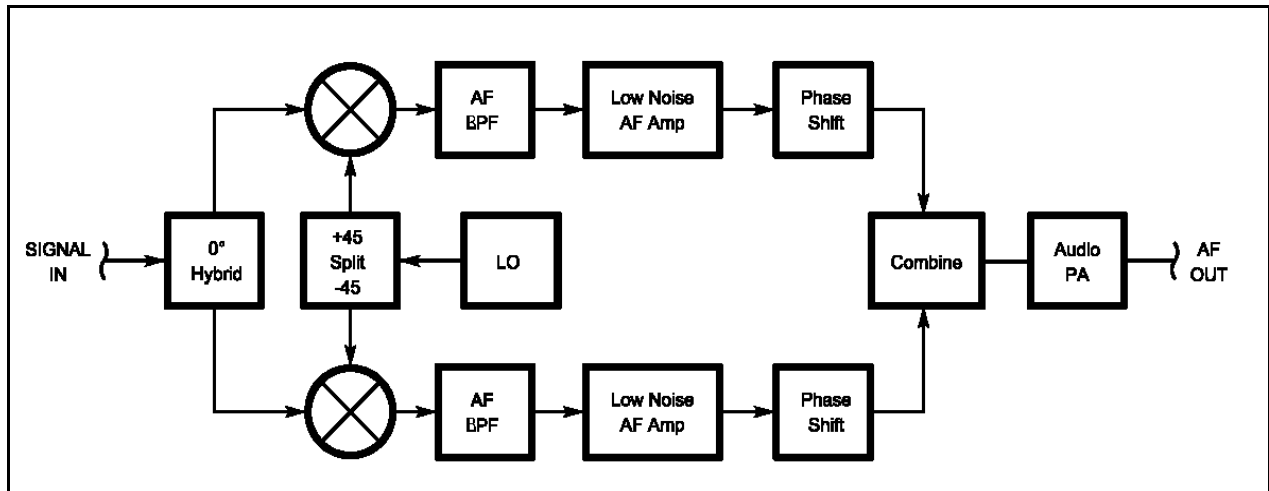 AF
BPF
Low Noise
AF Amp
Phase
Shift
SIGNAL
IN
0°
Hybrid
+45
Split
-45
LO
Combine
Audio
PA
AF
OUT
AF
BPF
Low Noise
AF Amp
Phase
Shift